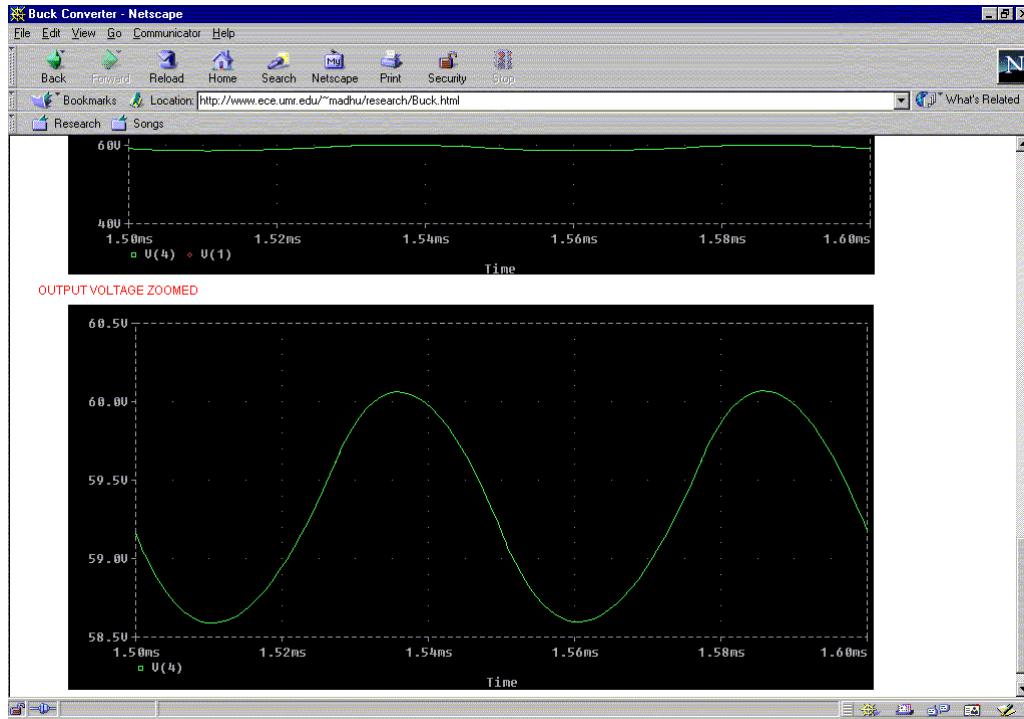 Buck Converter - Netscape
File Edit View Go Communicator Help
Back Forward Reload Home Search Netscape Print Security Stop
My
N
Bookmarks Location: http://www.ece.umr.edu/~madhu/research/Buck.html What's Related
Research Songs
60V
40V
1.50ms 1.52ms 1.54ms 1.56ms 1.58ms 1.60ms
V(4) V(1)
Time
OUTPUT VOLTAGE ZOOMED
60.5V
60.0V
59.5V
59.0V
58.5V
1.50ms 1.52ms 1.54ms 1.56ms 1.58ms 1.60ms
V(4)
Time